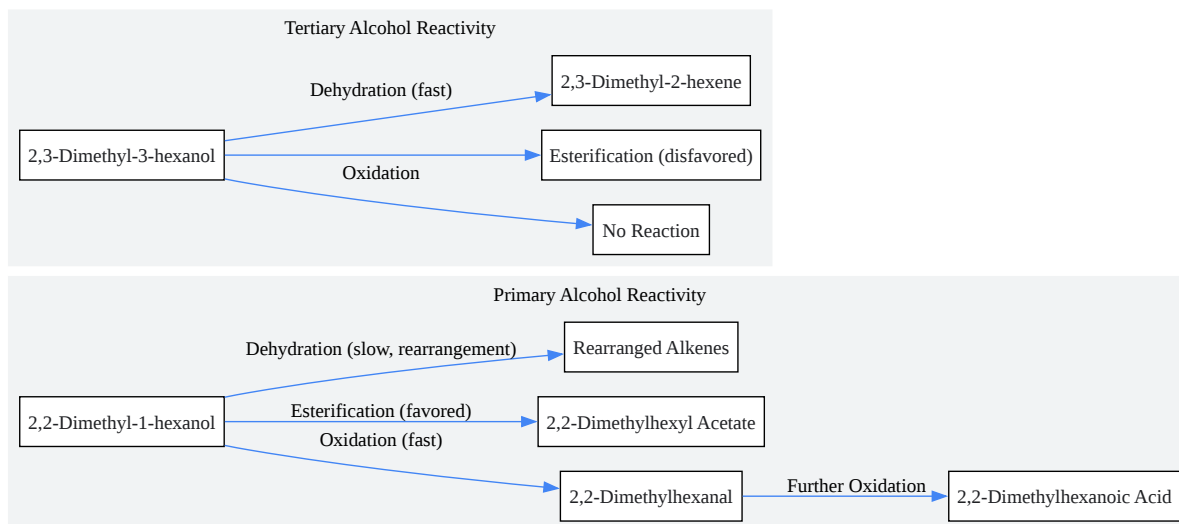 Tertiary Alcohol Reactivity
2,3-Dimethyl-3-hexanol
Dehydration (fast)
2,3-Dimethyl-2-hexene
Esterification (disfavored)
Oxidation
No Reaction
Primary Alcohol Reactivity
2,2-Dimethyl-1-hexanol
Dehydration (slow, rearrangement)
Rearranged Alkenes
Esterification (favored)
2,2-Dimethylhexyl Acetate
Oxidation (fast)
2,2-Dimethylhexanal
Further Oxidation
2,2-Dimethylhexanoic Acid